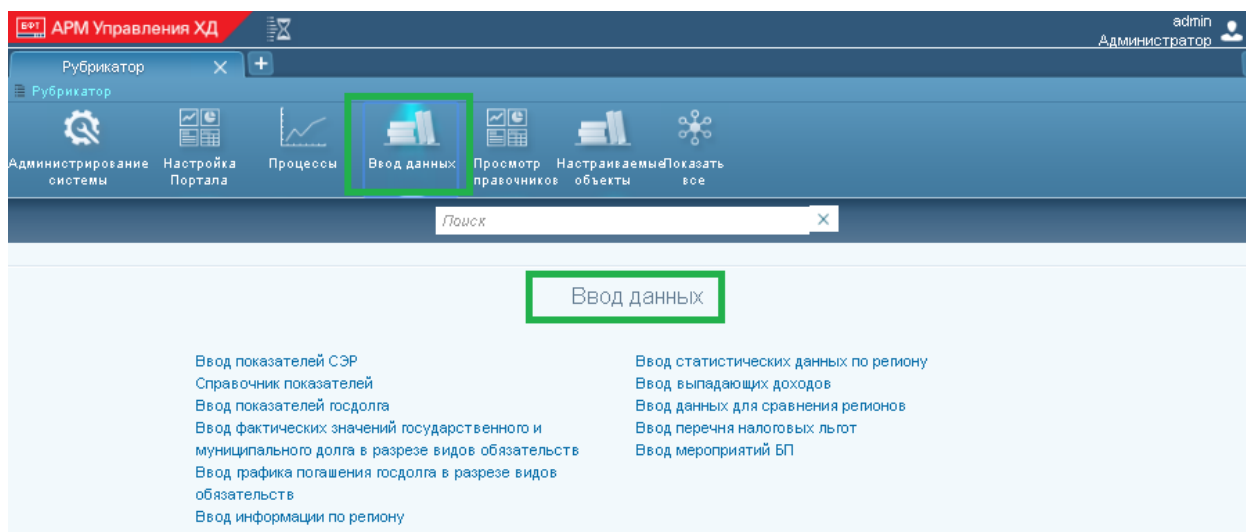 БФТ АРМ Управления ХД
admin
Администратор
Рубрикатор
Рубрикатор
Администрирование системы
Настройка Портала
Процессы
Ввод данных
Просмотр правочников
Настраиваемые объекты
Показать все
Поиск
Ввод данных
Ввод показателей СЭР
Справочник показателей
Ввод показателей госдолга
Ввод фактических значений государственного и
муниципального долга в разрезе видов обязательств
Ввод графика погашения госдолга в разрезе видов
обязательств
Ввод информации по региону
Ввод статистических данных по региону
Ввод выпадающих доходов
Ввод данных для сравнения регионов
Ввод перечня налоговых льгот
Ввод мероприятий БП